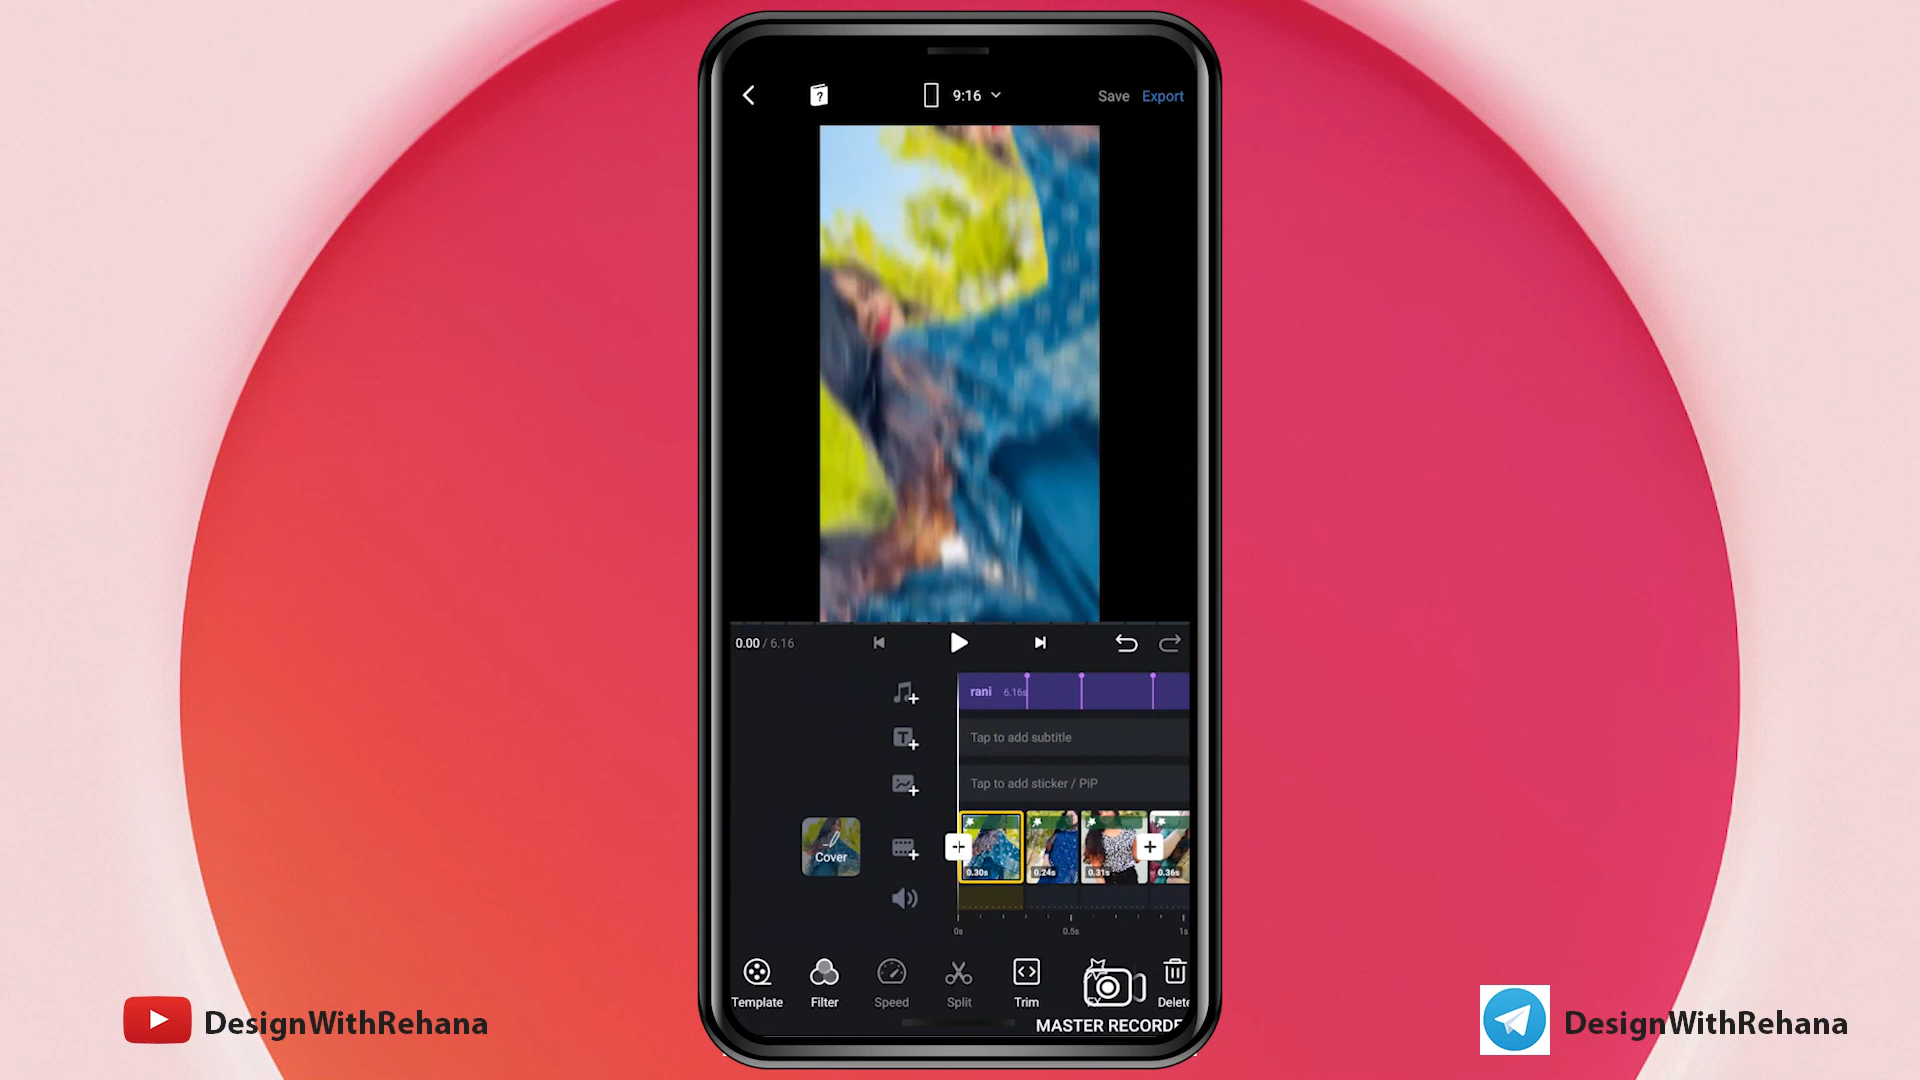 9:16
Save
Export
0.00 / 6.16
rani 6.16s
Tap to add subtitle
Tap to add sticker / PiP
Cover
0.30s
0.24s
0.31s
0.36s
0s
0.5s
1s
Template
Filter
Speed
Split
Trim
FX
Delete
MASTER RECORDE
DesignWithRehana
DesignWithRehana